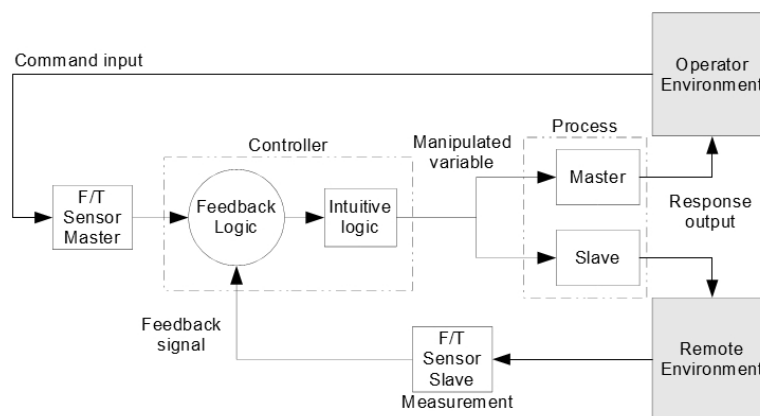 Command input
Operator
Environment
Controller
Manipulated
variable
Process
F/T
Sensor
Master
Feedback
Logic
Intuitive
logic
Master
Response
output
Slave
Feedback
signal
F/T
Sensor
Slave
Measurement
Remote
Environment